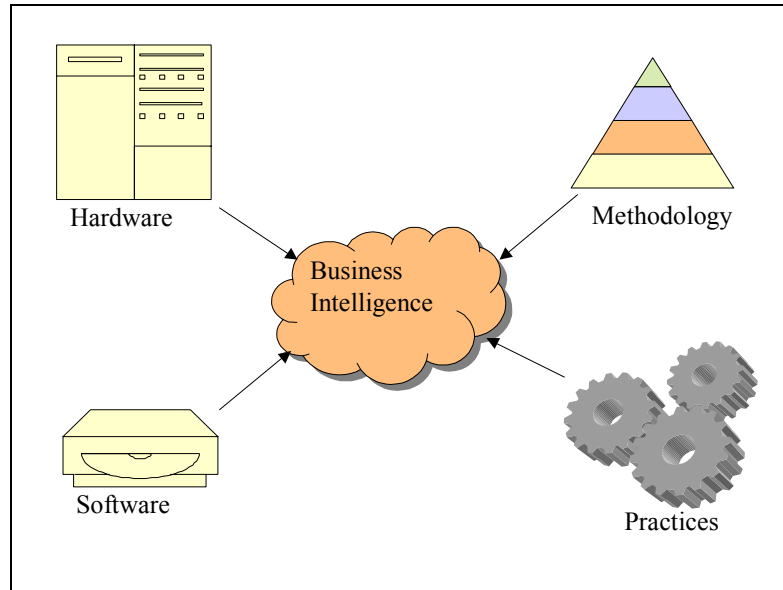 Hardware
Methodology
Business
Intelligence
Software
Practices